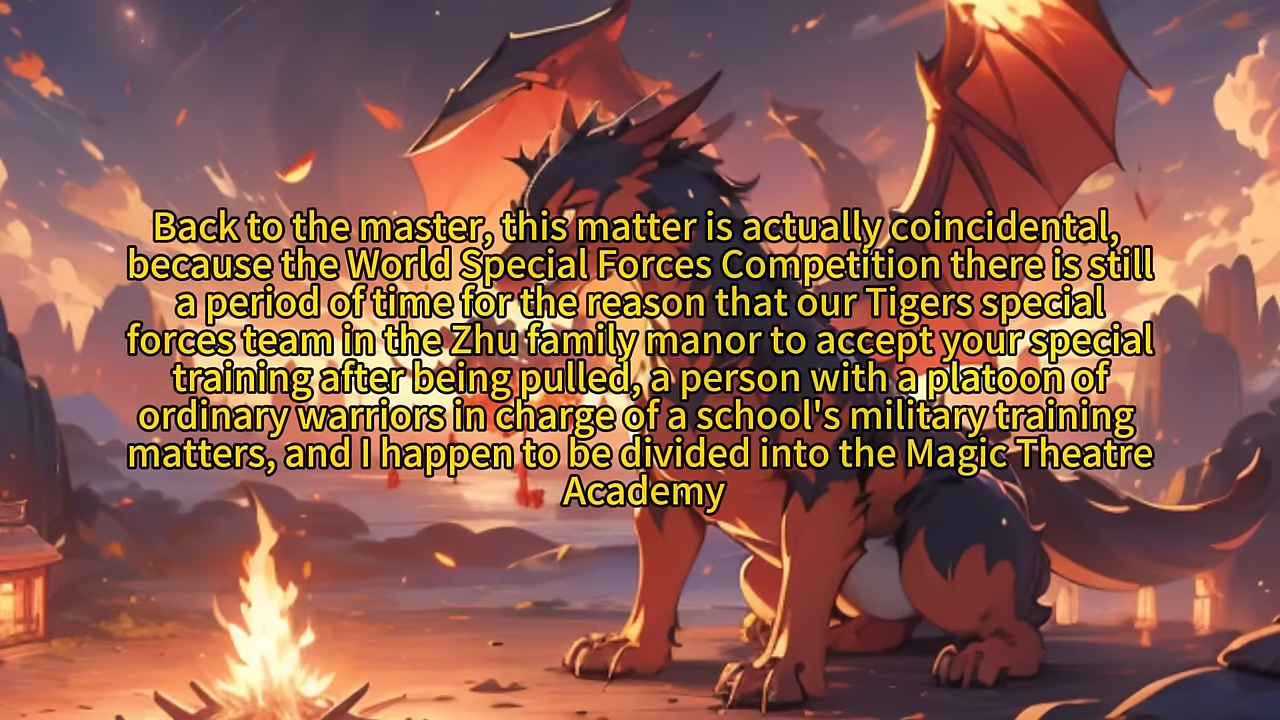 Back to the master, this matter is actually coincidental,
because the World Special Forces Competition there is still
a period of time for the reason that our Tigers special
forces team in the Zhu family manor to accept your special
training after being pulled, a person with a platoon of
ordinary warriors in charge of a school's military training
matters, and I happen to be divided into the Magic Theatre
Academy